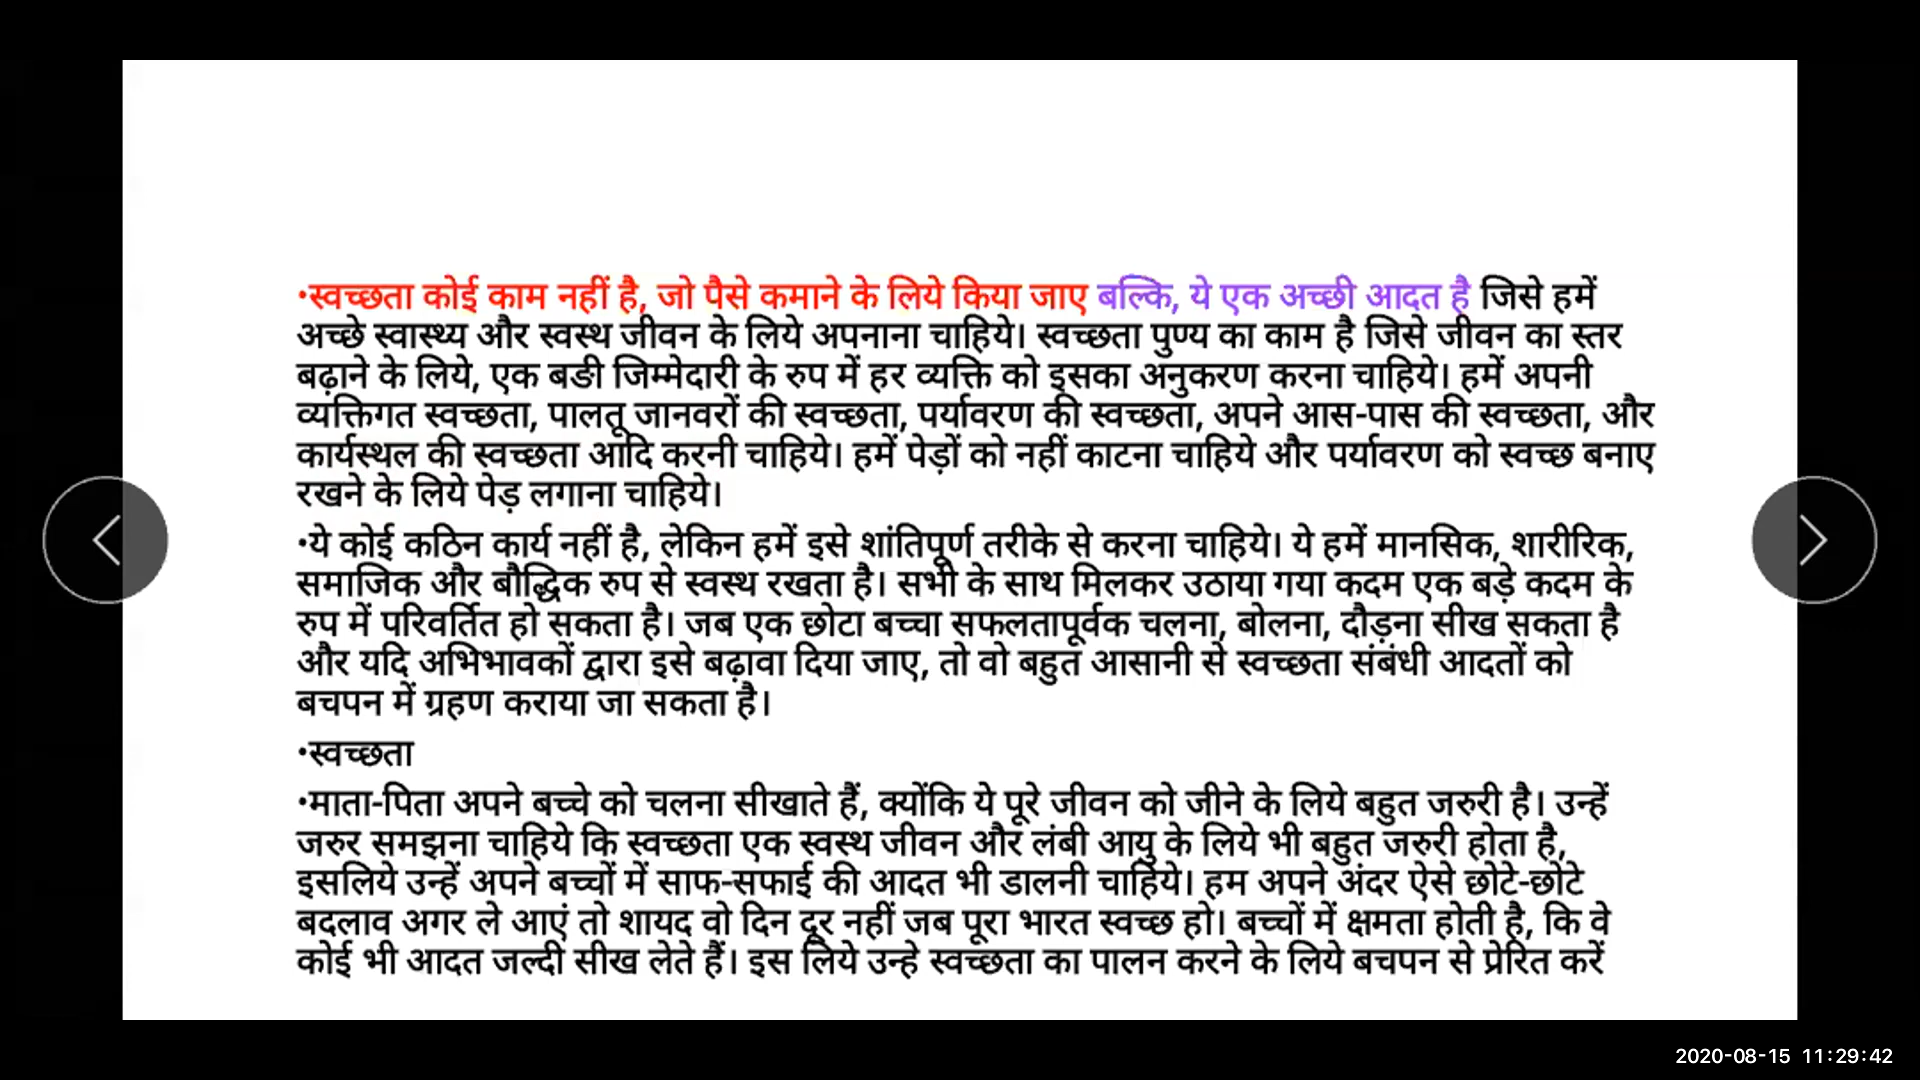 •स्वच्छता कोई काम नहीं है, जो पैसे कमाने के लिये किया जाए बल्कि, ये एक अच्छी आदत है जिसे हमें
अच्छे स्वास्थ्य और स्वस्थ जीवन के लिये अपनाना चाहिये। स्वच्छता पुण्य का काम है जिसे जीवन का स्तर
बढ़ाने के लिये, एक बङी जिम्मेदारी के रुप में हर व्यक्ति को इसका अनुकरण करना चाहिये। हमें अपनी
व्यक्तिगत स्वच्छता, पालतू जानवरों की स्वच्छता, पर्यावरण की स्वच्छता, अपने आस-पास की स्वच्छता, और
कार्यस्थल की स्वच्छता आदि करनी चाहिये। हमें पेड़ों को नहीं काटना चाहिये और पर्यावरण को स्वच्छ बनाए
रखने के लिये पेड़ लगाना चाहिये।
•ये कोई कठिन कार्य नहीं है, लेकिन हमें इसे शांतिपूर्ण तरीके से करना चाहिये। ये हमें मानसिक, शारीरिक,
समाजिक और बौद्धिक रुप से स्वस्थ रखता है। सभी के साथ मिलकर उठाया गया कदम एक बड़े कदम के
रुप में परिवर्तित हो सकता है। जब एक छोटा बच्चा सफलतापूर्वक चलना, बोलना, दौड़ना सीख सकता है
और यदि अभिभावकों द्वारा इसे बढ़ावा दिया जाए, तो वो बहुत आसानी से स्वच्छता संबंधी आदतों को
बचपन में ग्रहण कराया जा सकता है।
•स्वच्छता
•माता-पिता अपने बच्चे को चलना सीखाते हैं, क्योंकि ये पूरे जीवन को जीने के लिये बहुत जरुरी है। उन्हें
जरुर समझना चाहिये कि स्वच्छता एक स्वस्थ जीवन और लंबी आयु के लिये भी बहुत जरुरी होता है,
इसलिये उन्हें अपने बच्चों में साफ-सफाई की आदत भी डालनी चाहिये। हम अपने अंदर ऐसे छोटे-छोटे
बदलाव अगर ले आएं तो शायद वो दिन दूर नहीं जब पूरा भारत स्वच्छ हो। बच्चों में क्षमता होती है, कि वे
कोई भी आदत जल्दी सीख लेते हैं। इस लिये उन्हे स्वच्छता का पालन करने के लिये बचपन से प्रेरित करें
2020-08-15 11:29:42